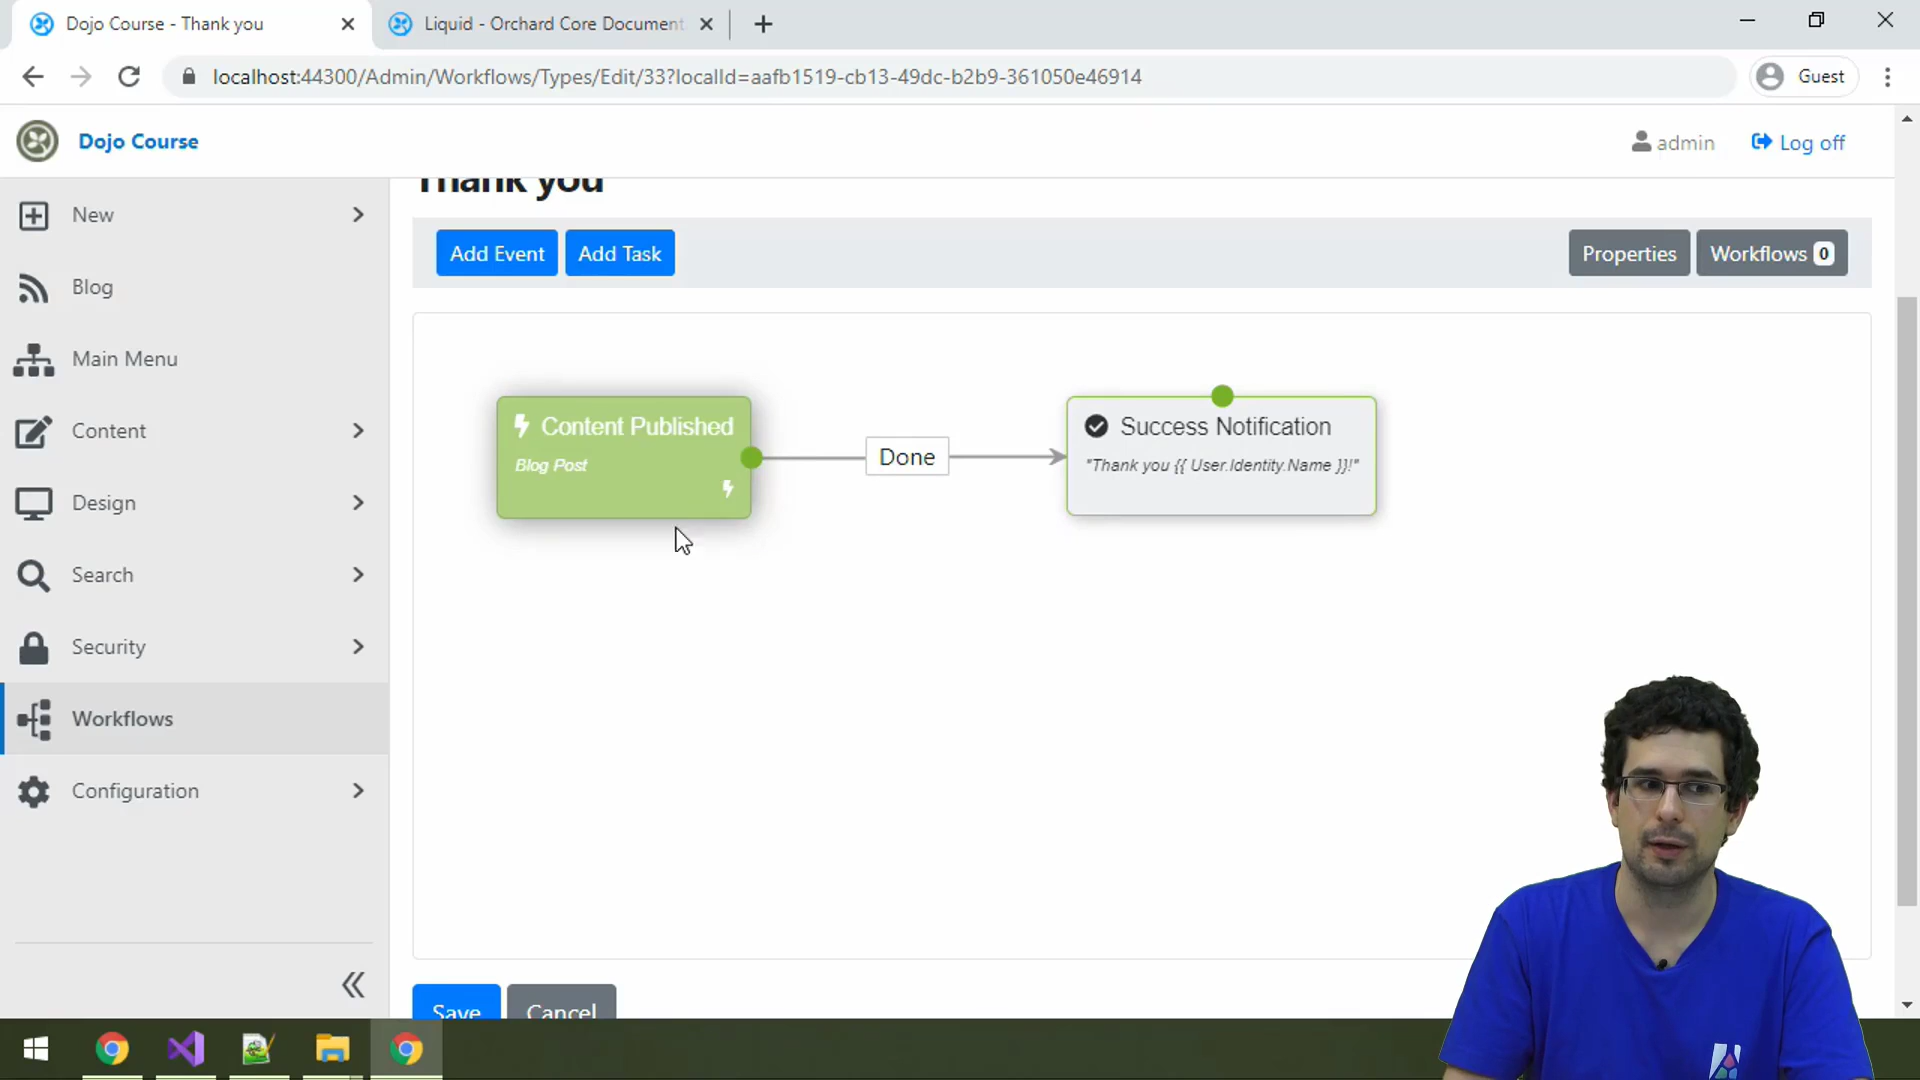 Dojo Course - Thank you
Liquid - Orchard Core Document
localhost:44300/Admin/Workflows/Types/Edit/33?localId=aafb1519-cb13-49dc-b2b9-361050e46914
Guest
Dojo Course
admin
Log off
Thank you
New
Blog
Main Menu
Content
Design
Search
Security
Workflows
Configuration
Add Event
Add Task
Properties
Workflows 0
Content Published
Blog Post
Done
Success Notification
"Thank you {{ User.Identity.Name }}!"
Save
Cancel